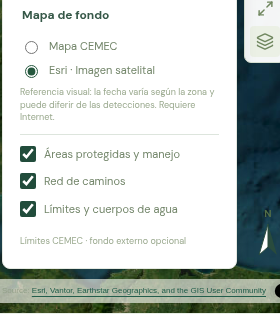 Mapa de fondo
Mapa CEMEC
Esri · Imagen satelital
Referencia visual: la fecha varía según la zona y
puede diferir de las detecciones. Requiere
Internet.
Áreas protegidas y manejo
Red de caminos
Límites y cuerpos de agua
Límites CEMEC · fondo externo opcional
N
Source: Esri, Vantor, Earthstar Geographics, and the GIS User Community